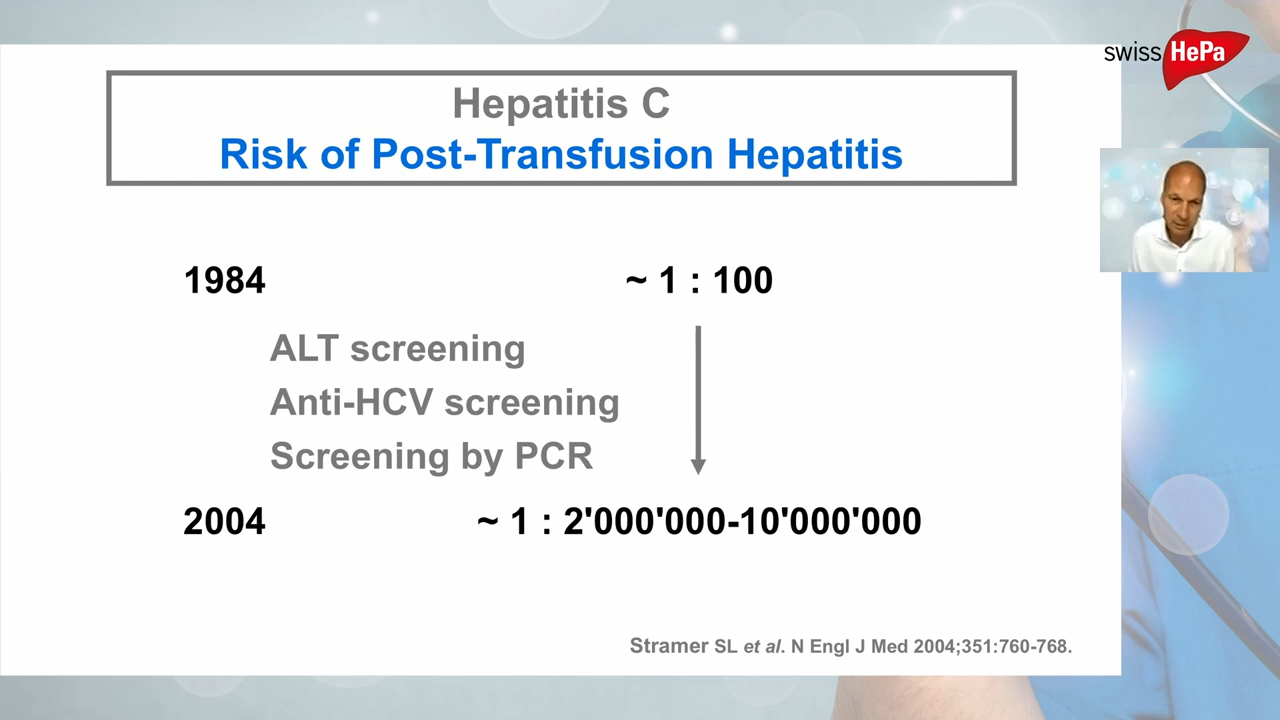 swiss HePa
Hepatitis C
Risk of Post-Transfusion Hepatitis
1984 ~ 1 : 100
ALT screening
Anti-HCV screening
Screening by PCR
2004 ~ 1 : 2'000'000-10'000'000
Stramer SL et al. N Engl J Med 2004;351:760-768.